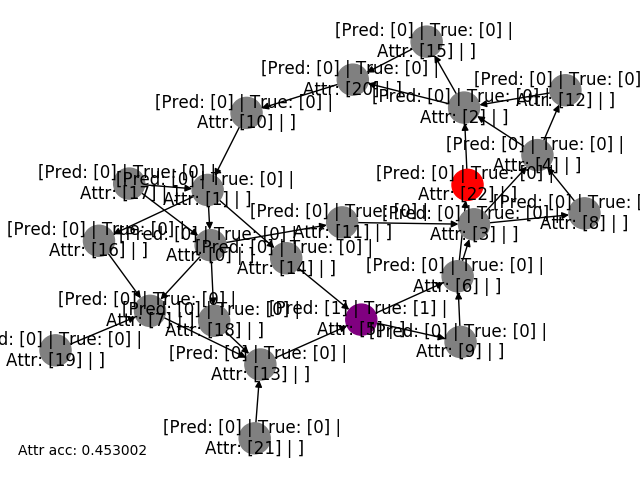 [Pred: [0] | True: [0] |
Attr: [15] | ]
[Pred: [0] | True: [0] |
Attr: [20] | ]
[Pred: [0] | True: [0]
Attr: [12] | ]
[Pred: [0] | True: [0] |
Attr: [2] | ]
[Pred: [0] | True: [0] |
Attr: [10] | ]
[Pred: [0] | True: [0] |
Attr: [4] | ]
[Pred: [0] | True: [0] |
Attr: [17] | ]
[Pred: [0] | True: [0] |
Attr: [1] | ]
[Pred: [0] | True: [0] |
Attr: [22] | ]
[Pred: [0] | True: [
Attr: [8] | ]
[Pred: [0] | True: [0] |
Attr: [11] | ]
[Pred: [0] | True: [0] |
Attr: [3] | ]
[Pred: [0] | True: [0] |
Attr: [16] | ]
[Pred: [0] | True: [0] |
Attr: [0] | ]
[Pred: [0] | True: [0] |
Attr: [14] | ]
[Pred: [0] | True: [0] |
Attr: [6] | ]
[Pred: [0] | True: [0] |
Attr: [7] | ]
[Pred: [0] | True: [0] |
Attr: [18] | ]
[Pred: [1] | True: [1] |
Attr: [5] | ]
[Pred: [0] | True: [0] |
Attr: [9] | ]
d: [0] | True: [0] |
Attr: [19] | ]
[Pred: [0] | True: [0] |
Attr: [13] | ]
[Pred: [0] | True: [0] |
Attr: [21] | ]
Attr acc: 0.453002